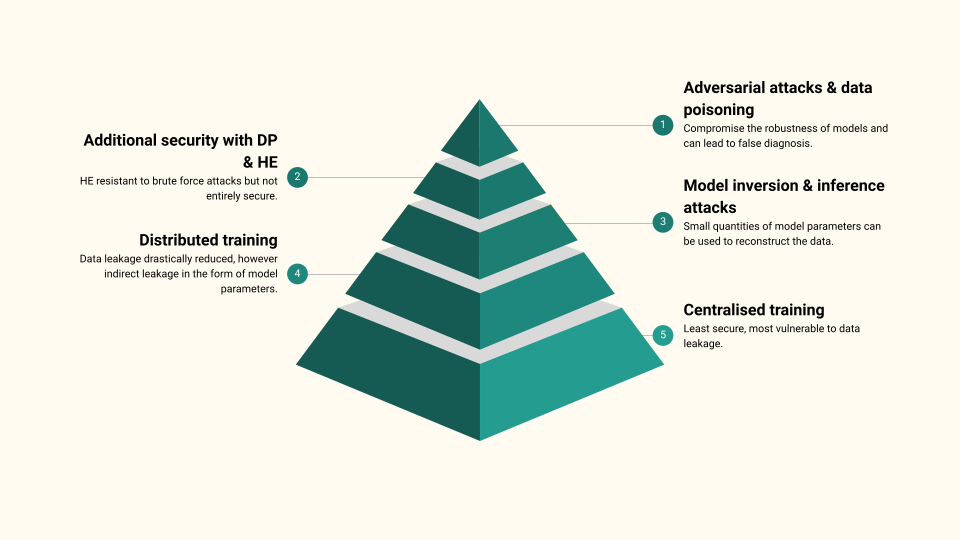 Adversarial attacks & data
poisoning
1
Compromise the robustness of models and
can lead to false diagnosis.
Additional security with DP
& HE
2
HE resistant to brute force attacks but not
entirely secure.
Model inversion & inference
attacks
3
Small quantities of model parameters can
be used to reconstruct the data.
Distributed training
4
Data leakage drastically reduced, however
indirect leakage in the form of model
parameters.
Centralised training
5
Least secure, most vulnerable to data
leakage.